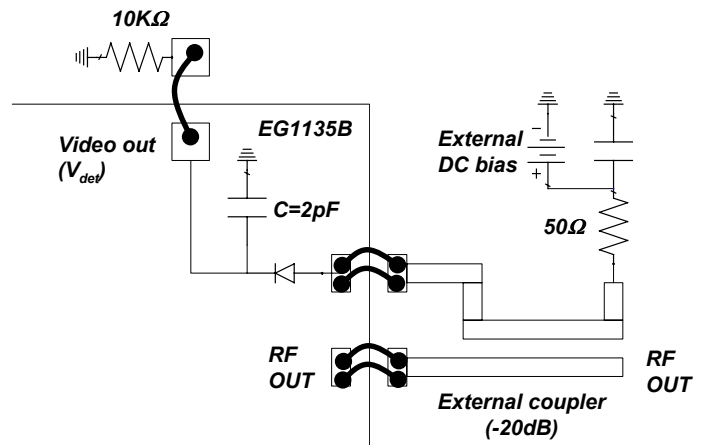 10KΩ
EG1135B
Video out
(Vdet)
C=2pF
External
DC bias
-
+
50Ω
RF
OUT
RF
OUT
External coupler
(-20dB)